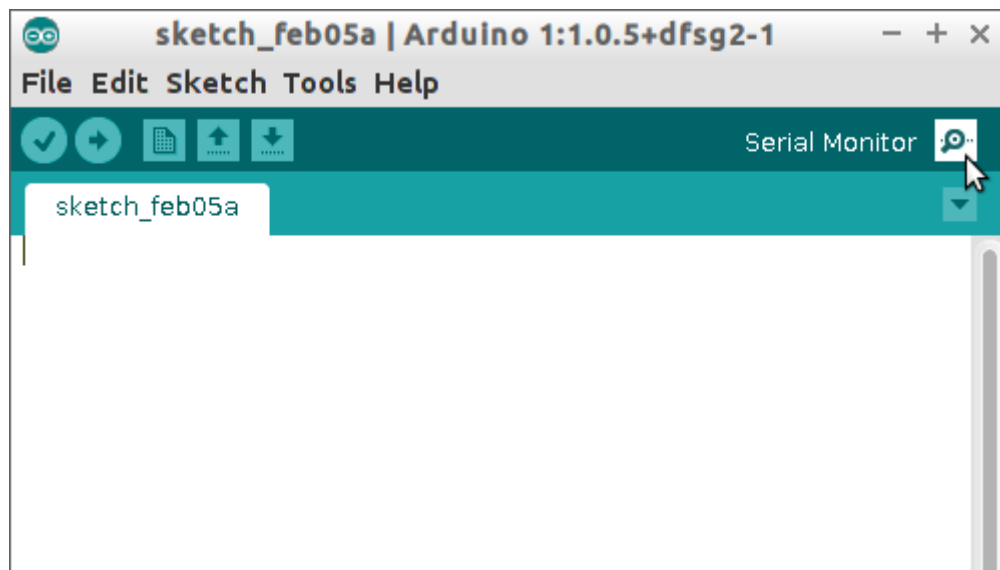 sketch_feb05a | Arduino 1:1.0.5+dfsg2-1
File Edit Sketch Tools Help
Serial Monitor
sketch_feb05a